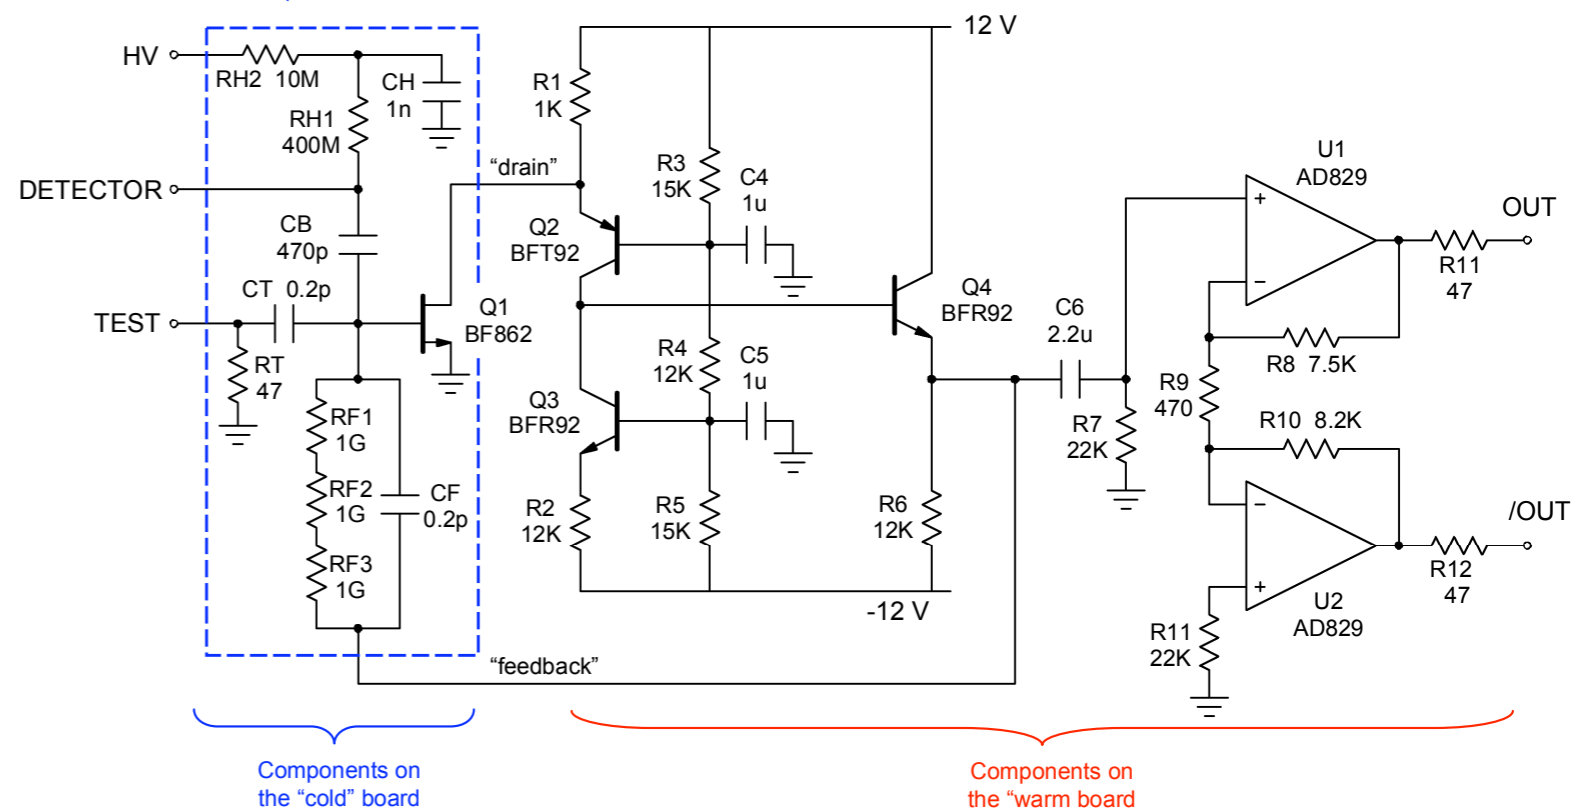 HV
RH2 10M
RH1
400M
CH
1n
DETECTOR
CB
470p
CT 0.2p
TEST
RT
47
Q1
BF862
RF1
1G
RF2
1G
RF3
1G
CF
0.2p
"drain"
"feedback"
12 V
R1
1K
R3
15K
C4
1u
Q2
BFT92
Q4
BFR92
R4
12K
C5
1u
Q3
BFR92
R2
12K
R5
15K
R6
12K
-12 V
C6
2.2u
R7
22K
U1
AD829
+
−
OUT
R11
47
R8 7.5K
R9
470
R10 8.2K
−
+
U2
AD829
/OUT
R12
47
R11
22K
Components on
the "cold" board
Components on
the "warm board